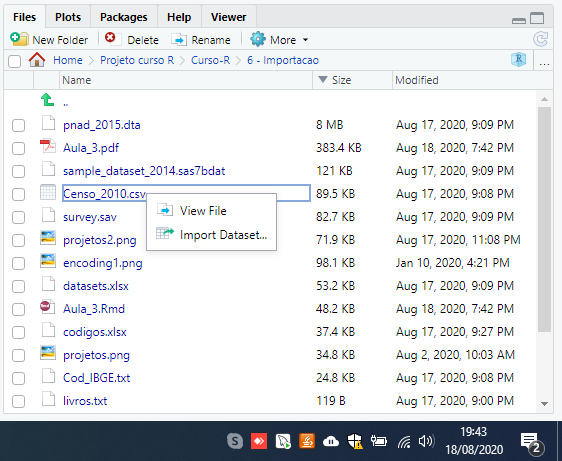 Files Plots Packages Help Viewer
New Folder Delete Rename More
Home Projeto curso R Curso-R 6 - Importacao R ...
Name Size Modified
..
pnad_2015.dta 8 MB Aug 17, 2020, 9:09 PM
Aula_3.pdf 383.4 KB Aug 18, 2020, 7:42 PM
sample_dataset_2014.sas7bdat 121 KB Aug 17, 2020, 9:09 PM
Censo_2010.csv 89.5 KB Aug 17, 2020, 9:08 PM
View File
survey.sav 82.7 KB Aug 17, 2020, 9:09 PM
Import Dataset...
projetos2.png 71.9 KB Aug 17, 2020, 11:08 PM
encoding1.png 98.1 KB Jan 10, 2020, 4:21 PM
datasets.xlsx 53.2 KB Aug 17, 2020, 9:09 PM
Aula_3.Rmd 48.2 KB Aug 18, 2020, 7:42 PM
codigos.xlsx 37.4 KB Aug 17, 2020, 9:27 PM
projetos.png 34.8 KB Aug 2, 2020, 10:03 AM
Cod_IBGE.txt 24.8 KB Aug 17, 2020, 9:08 PM
livros.txt 119 B Aug 17, 2020, 9:09 PM
19:43
18/08/2020
2